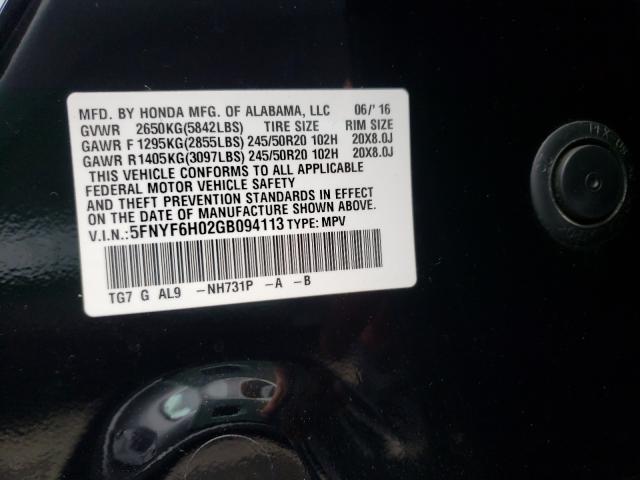 MFD. BY HONDA MFG. OF ALABAMA, LLC 06/'16
GVWR 2650KG(5842LBS) TIRE SIZE RIM SIZE
GAWR F 1295KG(2855LBS) 245/50R20 102H 20X8.0J
GAWR R 1405KG(3097LBS) 245/50R20 102H 20X8.0J
THIS VEHICLE CONFORMS TO ALL APPLICABLE
FEDERAL MOTOR VEHICLE SAFETY
AND THEFT PREVENTION STANDARDS IN EFFECT
ON THE DATE OF MANUFACTURE SHOWN ABOVE.
V.I.N.: 5FNYF6H02GB094113 TYPE: MPV
TG7 G AL9 -NH731P -A -B